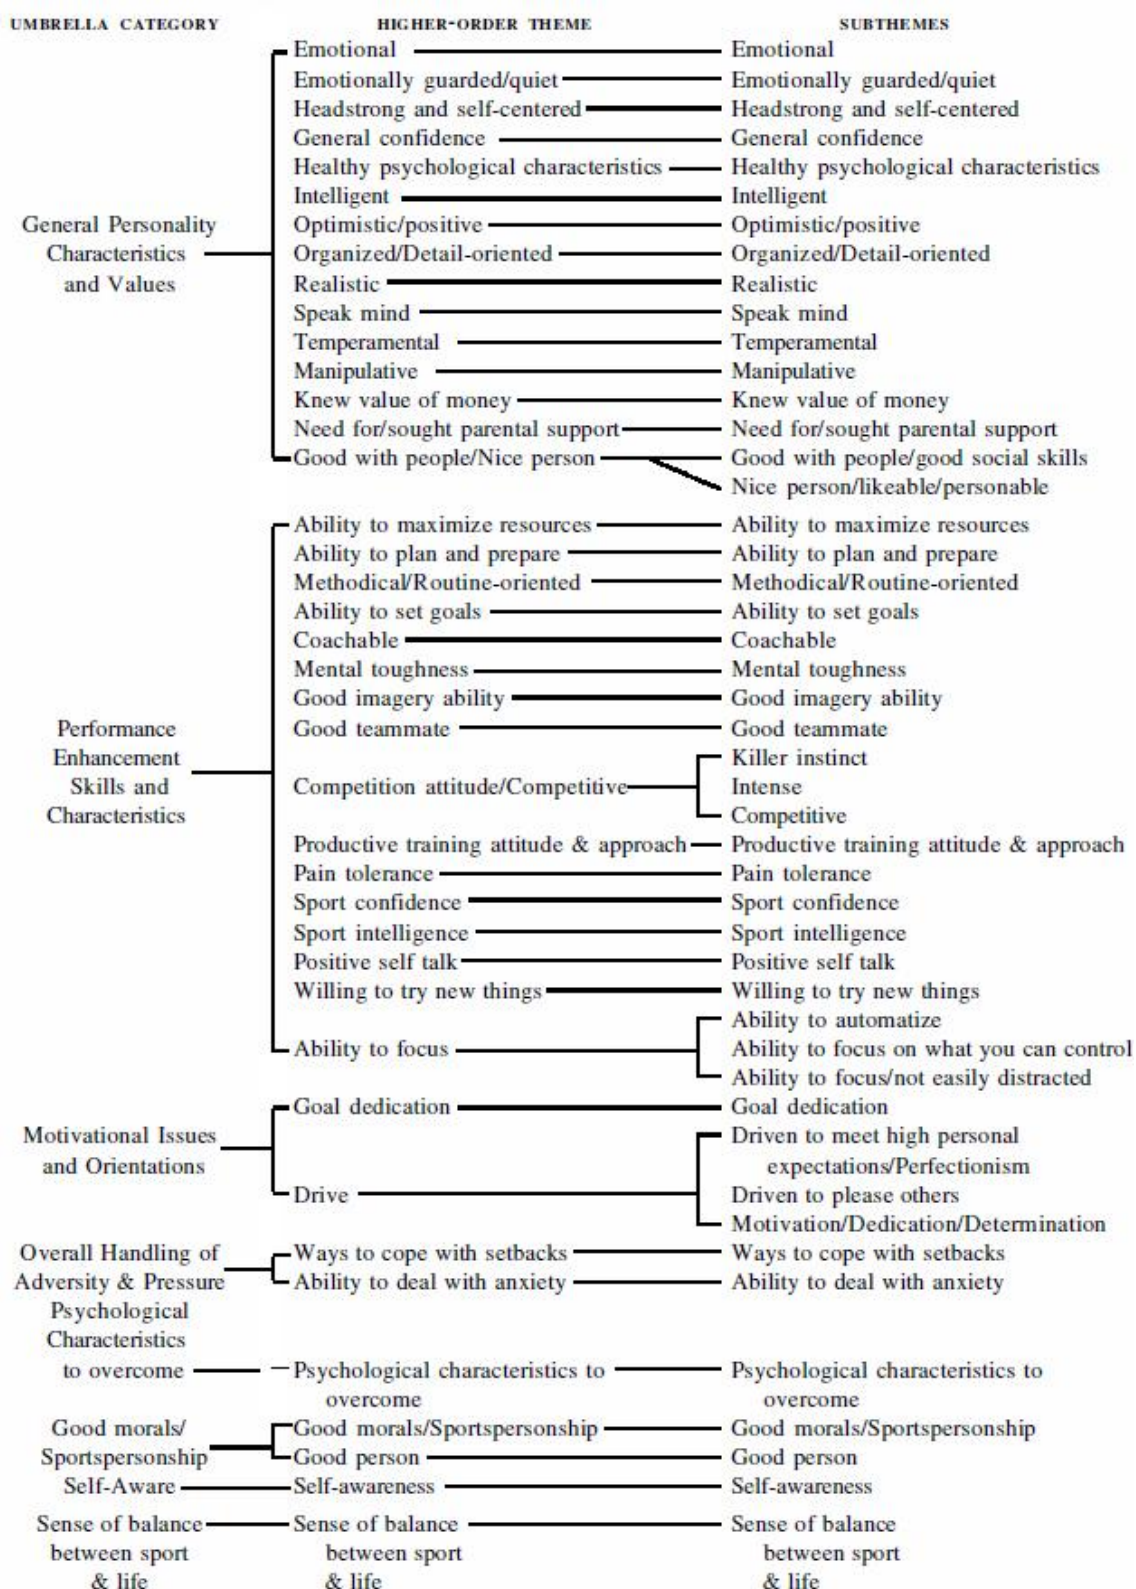 UMBRELLA CATEGORY HIGHER-ORDER THEME SUBTHEMES
Emotional Emotional
Emotionally guarded/quiet Emotionally guarded/quiet
Headstrong and self-centered Headstrong and self-centered
General confidence General confidence
Healthy psychological characteristics Healthy psychological characteristics
Intelligent Intelligent
General Personality Optimistic/positive Optimistic/positive
Characteristics Organized/Detail-oriented Organized/Detail-oriented
and Values Realistic Realistic
Speak mind Speak mind
Temperamental Temperamental
Manipulative Manipulative
Knew value of money Knew value of money
Need for/sought parental support Need for/sought parental support
Good with people/Nice person Good with people/good social skills
Nice person/likeable/personable
Ability to maximize resources Ability to maximize resources
Ability to plan and prepare Ability to plan and prepare
Methodical/Routine-oriented Methodical/Routine-oriented
Ability to set goals Ability to set goals
Coachable Coachable
Mental toughness Mental toughness
Good imagery ability Good imagery ability
Performance Good teammate Good teammate
Enhancement Killer instinct
Skills and Competition attitude/Competitive Intense
Characteristics Competitive
Productive training attitude & approach Productive training attitude & approach
Pain tolerance Pain tolerance
Sport confidence Sport confidence
Sport intelligence Sport intelligence
Positive self talk Positive self talk
Willing to try new things Willing to try new things
Ability to automatize
Ability to focus Ability to focus on what you can control
Ability to focus/not easily distracted
Goal dedication Goal dedication
Motivational Issues Driven to meet high personal
and Orientations expectations/Perfectionism
Drive Driven to please others
Motivation/Dedication/Determination
Overall Handling of Ways to cope with setbacks Ways to cope with setbacks
Adversity & Pressure Ability to deal with anxiety Ability to deal with anxiety
Psychological
Characteristics
to overcome Psychological characteristics to Psychological characteristics to
overcome overcome
Good morals/ Good morals/Sportspersonship Good morals/Sportspersonship
Sportspersonship Good person Good person
Self-Aware Self-awareness Self-awareness
Sense of balance Sense of balance Sense of balance
between sport between sport between sport
& life & life & life